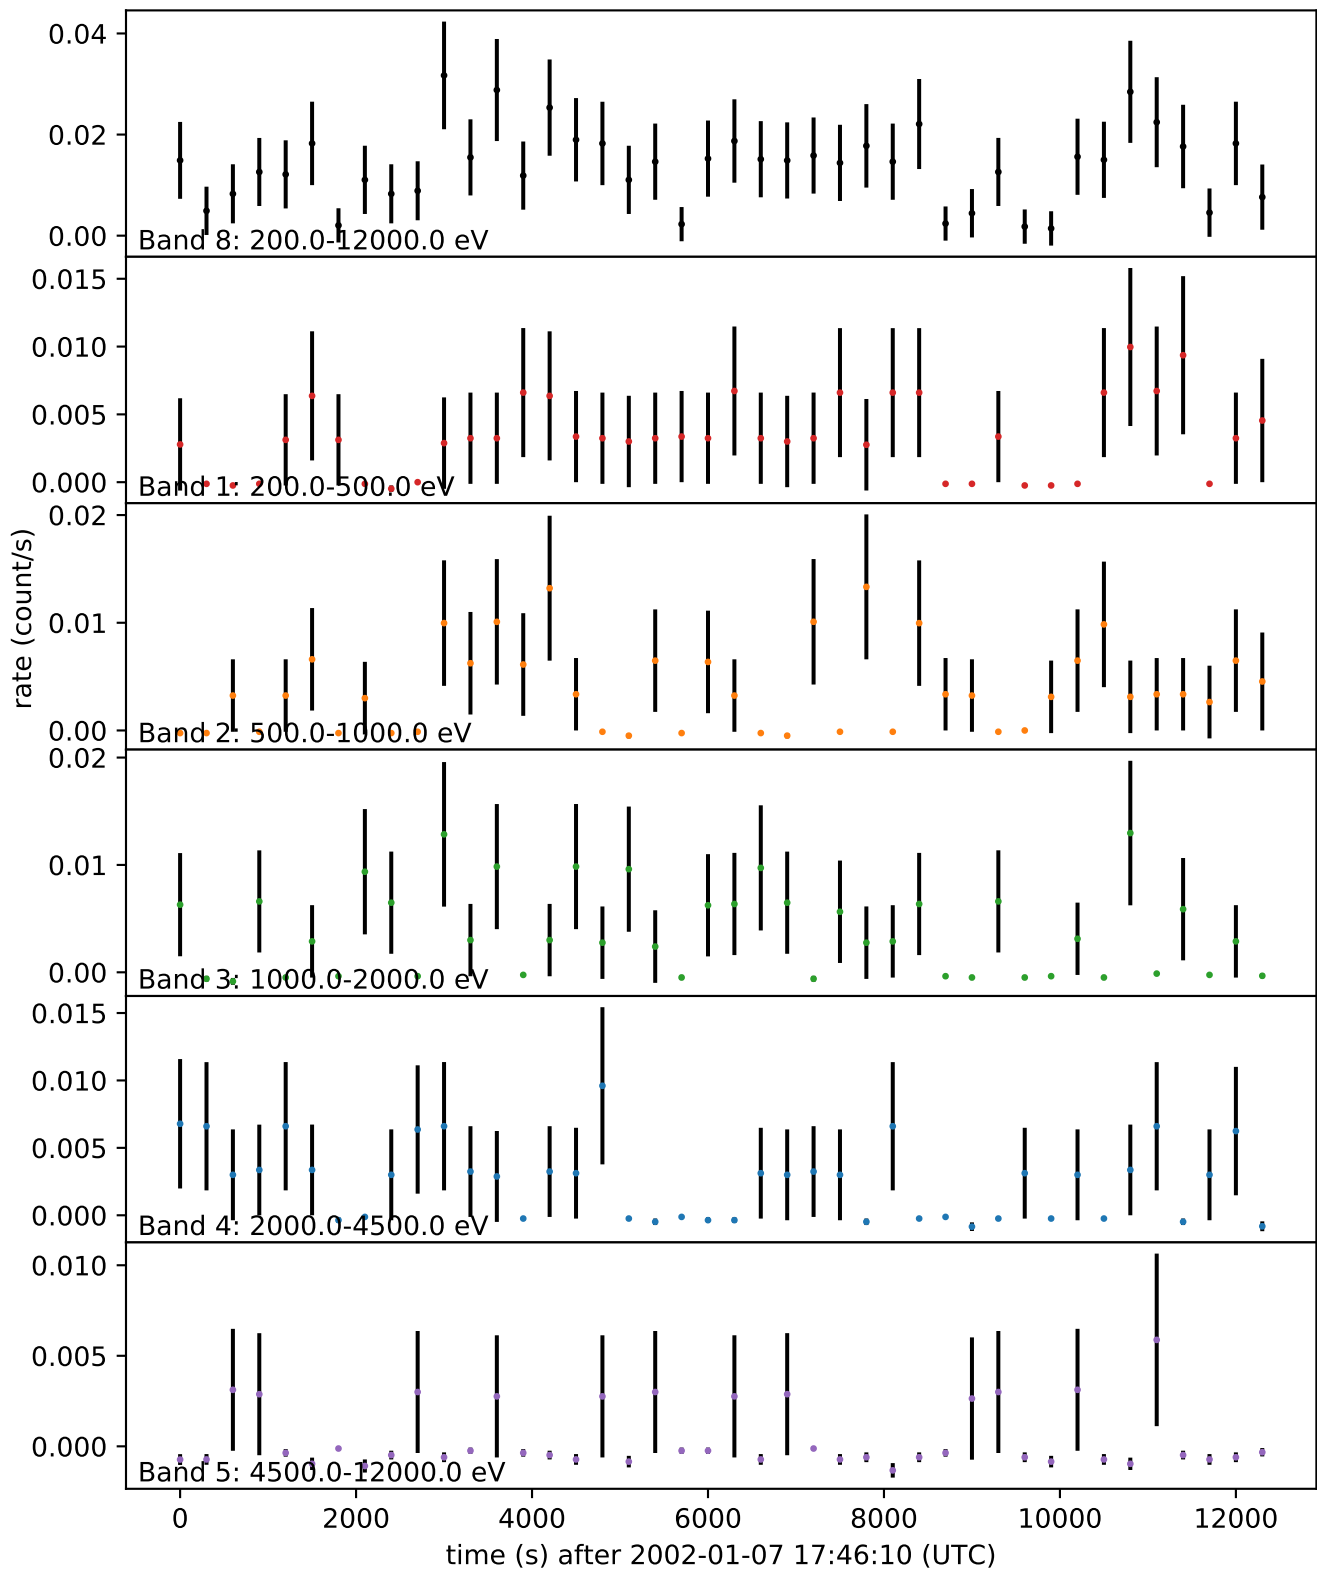 0.04
0.02
0.00
Band 8: 200.0-12000.0 eV
0.015
0.010
0.005
0.000
Band 1: 200.0-500.0 eV
rate (count/s)
0.02
0.01
0.00
Band 2: 500.0-1000.0 eV
0.02
0.01
0.00
Band 3: 1000.0-2000.0 eV
0.015
0.010
0.005
0.000
Band 4: 2000.0-4500.0 eV
0.010
0.005
0.000
Band 5: 4500.0-12000.0 eV
0 2000 4000 6000 8000 10000 12000
time (s) after 2002-01-07 17:46:10 (UTC)